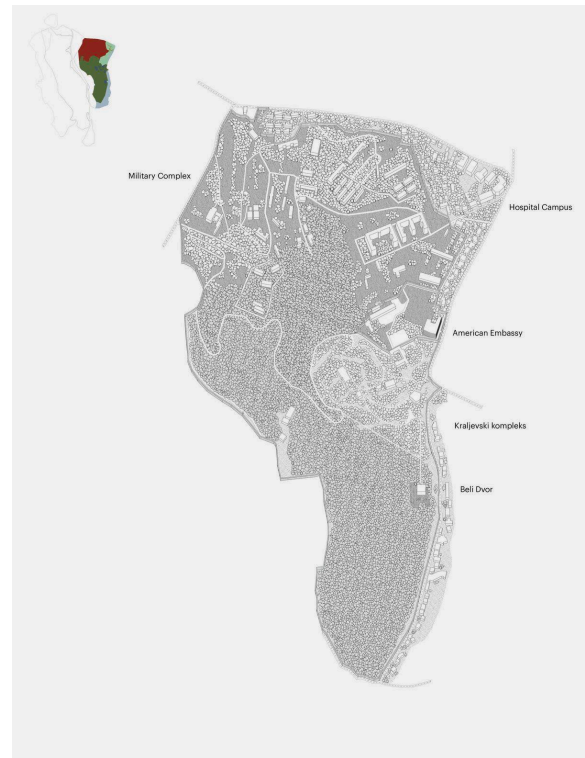 Military Complex
Hospital Campus
American Embassy
Kraljevski kompleks
Beli Dvor